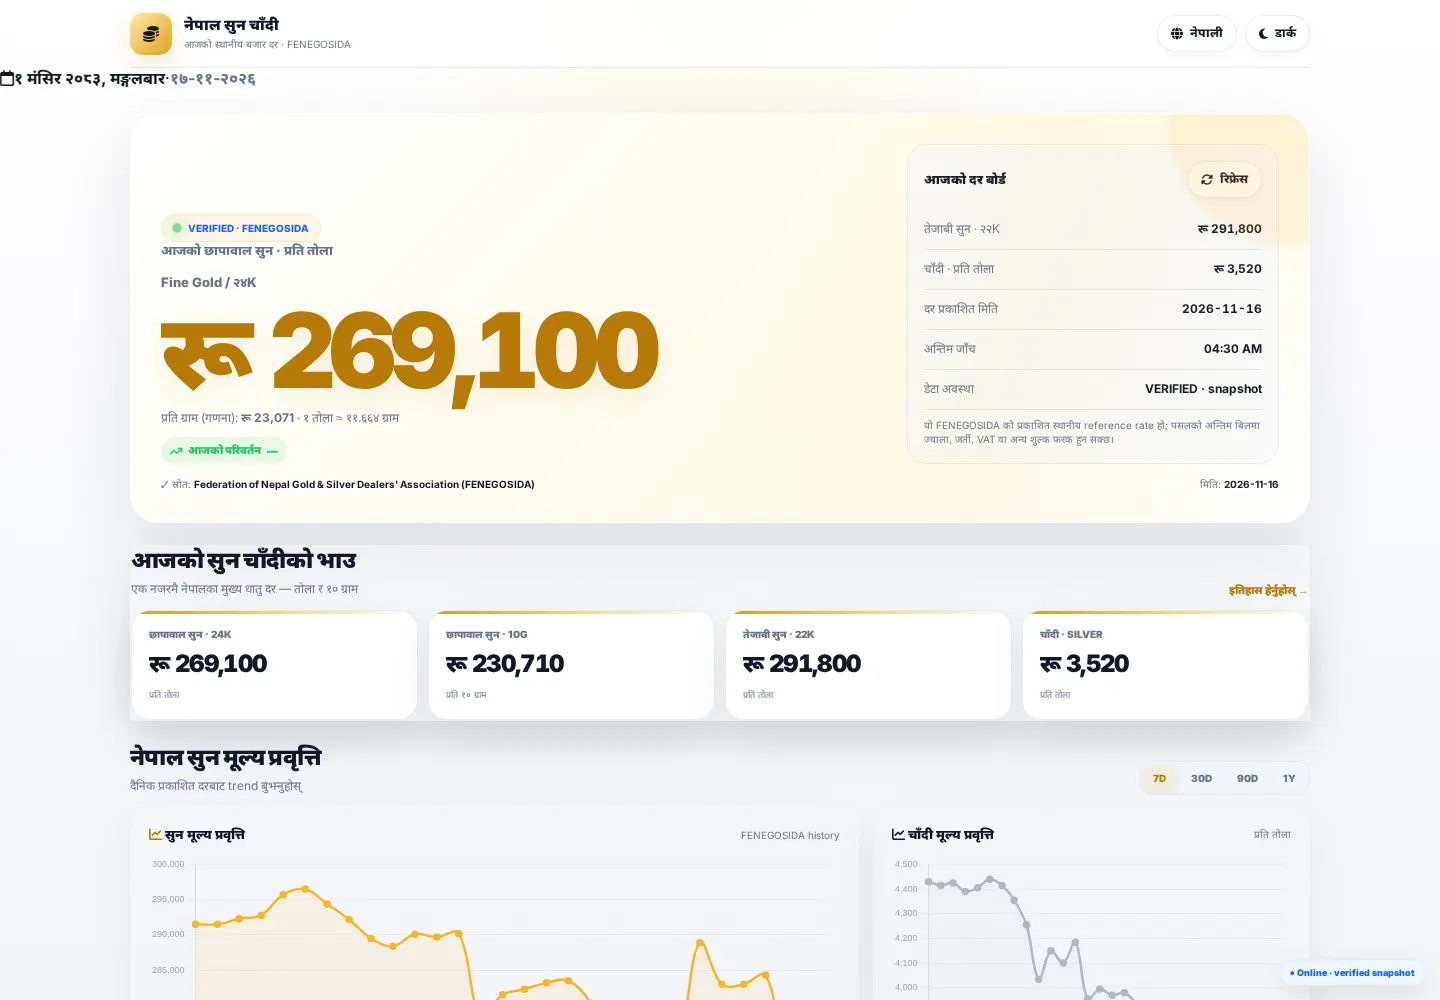 नेपाल सुन चाँदी
आजको स्थानीय बजार दर · FENEGOSIDA
नेपाली
डार्क
१ मंसिर २०८३, मङ्गलबार · १७-११-२०२६
VERIFIED · FENEGOSIDA
आजको छापावाल सुन · प्रति तोला
Fine Gold / २४K
रू 269,100
प्रति ग्राम (गणना): रू 23,071 · १ तोला ≈ ११.६६४ ग्राम
आजको परिवर्तन —
✓ स्रोत: Federation of Nepal Gold & Silver Dealers' Association (FENEGOSIDA)
आजको दर बोर्ड
रिफ्रेस
तेजाबी सुन · २२K रू 291,800
चाँदी · प्रति तोला रू 3,520
दर प्रकाशित मिति 2026-11-16
अन्तिम जाँच 04:30 AM
डेटा अवस्था VERIFIED · snapshot
यो FENEGOSIDA को प्रकाशित स्थानीय reference rate हो; पसलको अन्तिम बिलमा
ज्याला, जर्ती, VAT वा अन्य शुल्क फरक हुन सक्छ।
मिति: 2026-11-16
आजको सुन चाँदीको भाउ
एक नजरमै नेपालका मुख्य धातु दर — तोला र १० ग्राम
इतिहास हेर्नुहोस् →
छापावाल सुन · 24K
रू 269,100
प्रति तोला
छापावाल सुन · 10G
रू 230,710
प्रति १० ग्राम
तेजाबी सुन · 22K
रू 291,800
प्रति तोला
चाँदी · SILVER
रू 3,520
प्रति तोला
नेपाल सुन मूल्य प्रवृत्ति
दैनिक प्रकाशित दरबाट trend बुझ्नुहोस्
7D 30D 90D 1Y
सुन मूल्य प्रवृत्ति
FENEGOSIDA history
300,000
295,000
290,000
285,000
चाँदी मूल्य प्रवृत्ति
प्रति तोला
4,500
4,400
4,300
4,200
4,100
4,000
• Online · verified snapshot